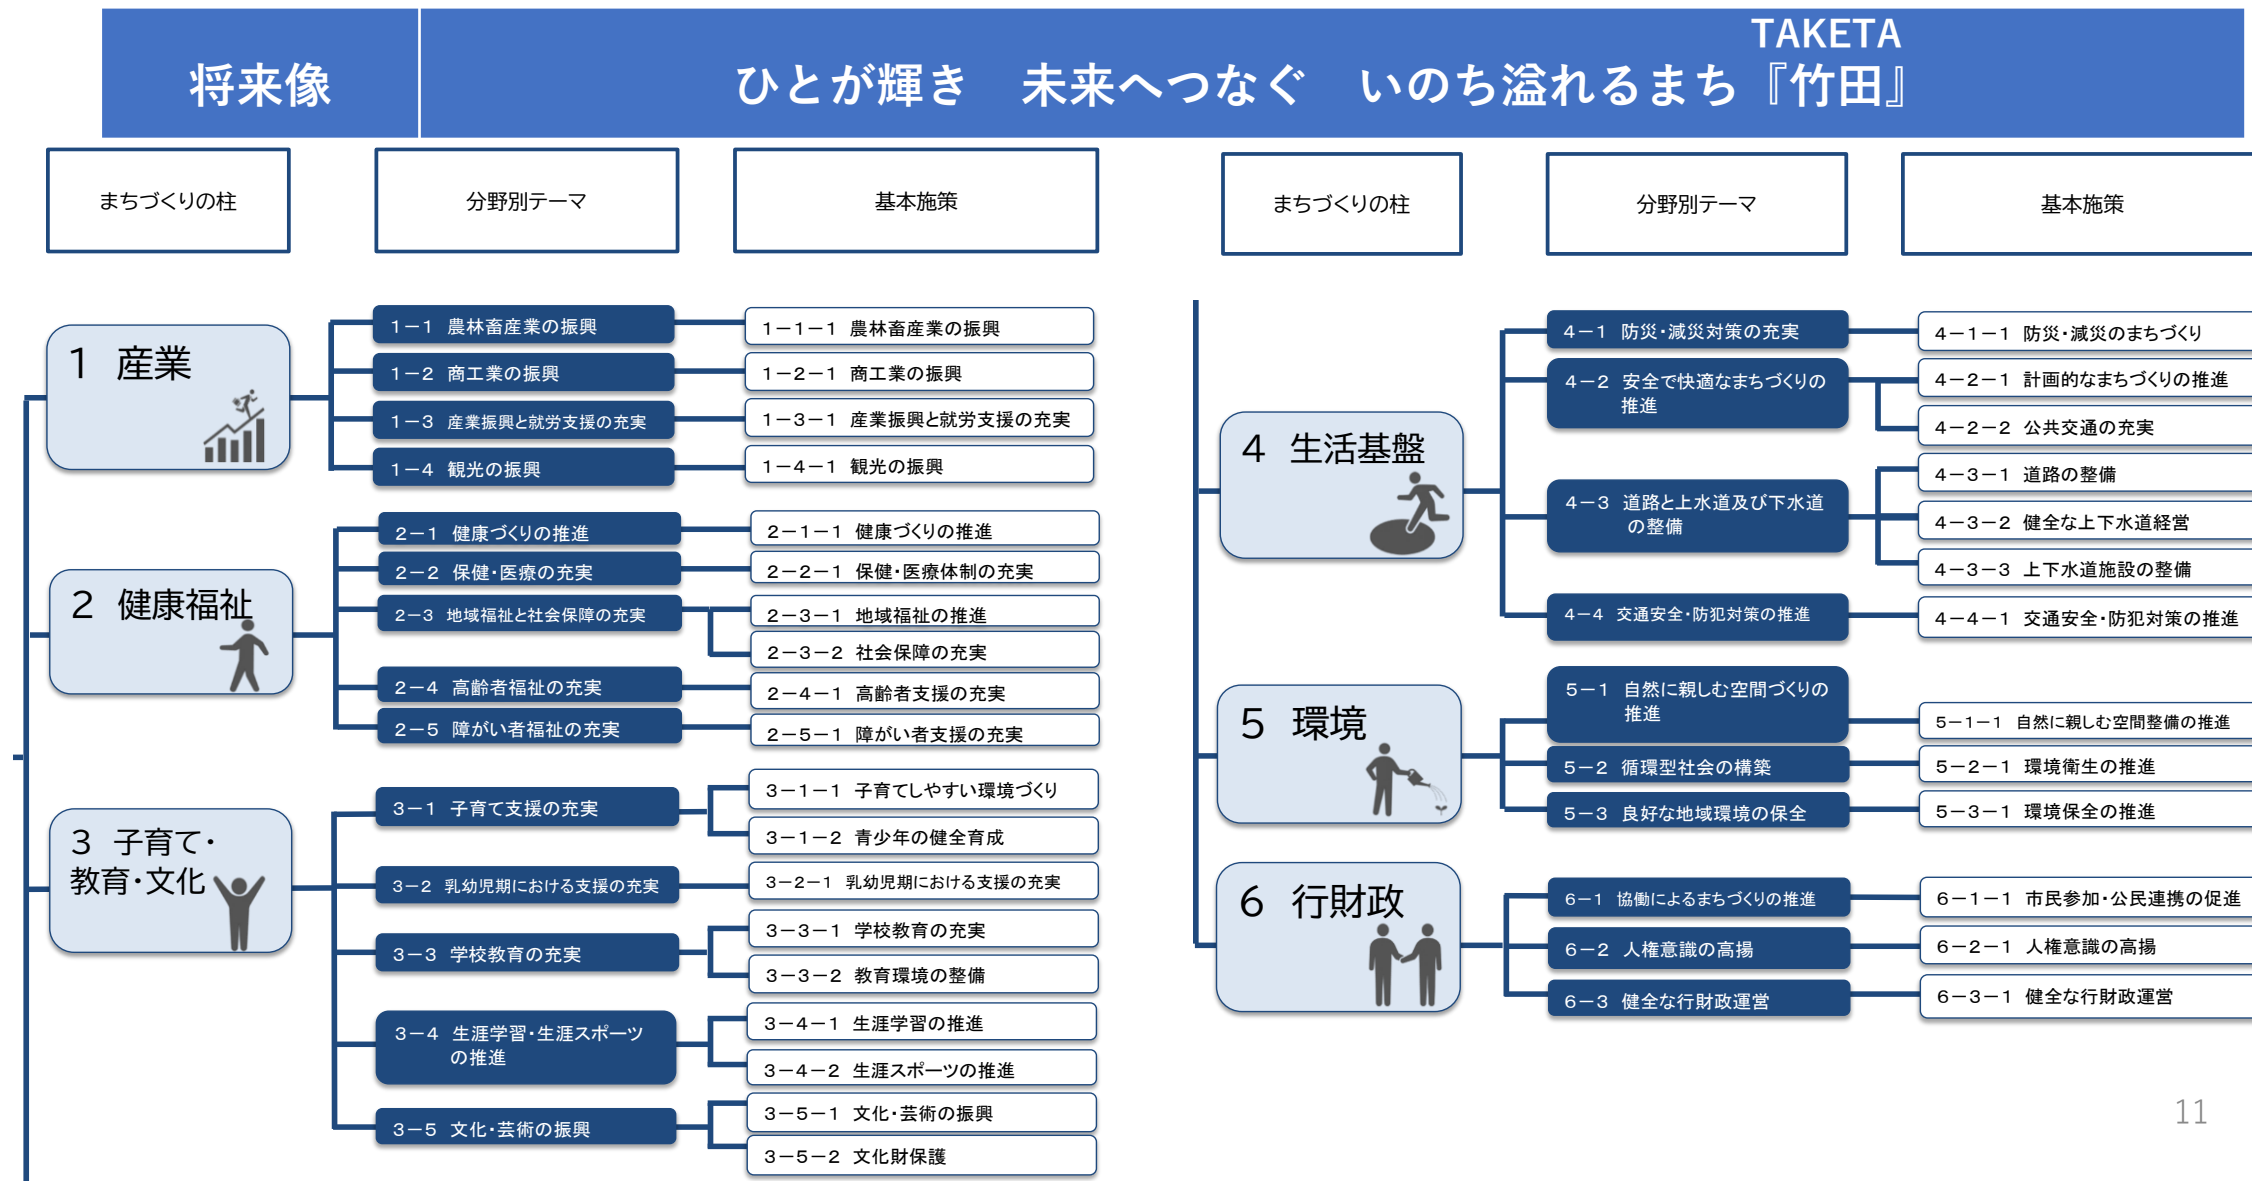 将来像
TAKETA
ひとが輝き　未来へつなぐ　いのち溢れるまち『竹田』
まちづくりの柱
分野別テーマ
基本施策
1　産業
1－1　農林畜産業の振興
1－1－1　農林畜産業の振興
1－2　商工業の振興
1－2－1　商工業の振興
1－3　産業振興と就労支援の充実
1－3－1　産業振興と就労支援の充実
1－4　観光の振興
1－4－1　観光の振興
2　健康福祉
2－1　健康づくりの推進
2－1－1　健康づくりの推進
2－2　保健・医療の充実
2－2－1　保健・医療体制の充実
2－3　地域福祉と社会保障の充実
2－3－1　地域福祉の推進
2－3－2　社会保障の充実
2－4　高齢者福祉の充実
2－4－1　高齢者支援の充実
2－5　障がい者福祉の充実
2－5－1　障がい者支援の充実
3　子育て・
教育・文化
3－1　子育て支援の充実
3－1－1　子育てしやすい環境づくり
3－1－2　青少年の健全育成
3－2　乳幼児期における支援の充実
3－2－1　乳幼児期における支援の充実
3－3　学校教育の充実
3－3－1　学校教育の充実
3－3－2　教育環境の整備
3－4　生涯学習・生涯スポーツ
の推進
3－4－1　生涯学習の推進
3－4－2　生涯スポーツの推進
3－5　文化・芸術の振興
3－5－1　文化・芸術の振興
3－5－2　文化財保護
まちづくりの柱
分野別テーマ
基本施策
4　生活基盤
4－1　防災・減災対策の充実
4－1－1　防災・減災のまちづくり
4－2　安全で快適なまちづくりの
推進
4－2－1　計画的なまちづくりの推進
4－2－2　公共交通の充実
4－3　道路と上水道及び下水道
の整備
4－3－1　道路の整備
4－3－2　健全な上下水道経営
4－3－3　上下水道施設の整備
4－4　交通安全・防犯対策の推進
4－4－1　交通安全・防犯対策の推進
5　環境
5－1　自然に親しむ空間づくりの
推進
5－1－1　自然に親しむ空間整備の推進
5－2　循環型社会の構築
5－2－1　環境衛生の推進
5－3　良好な地域環境の保全
5－3－1　環境保全の推進
6　行財政
6－1　協働によるまちづくりの推進
6－1－1　市民参加・公民連携の促進
6－2　人権意識の高揚
6－2－1　人権意識の高揚
6－3　健全な行財政運営
6－3－1　健全な行財政運営
11